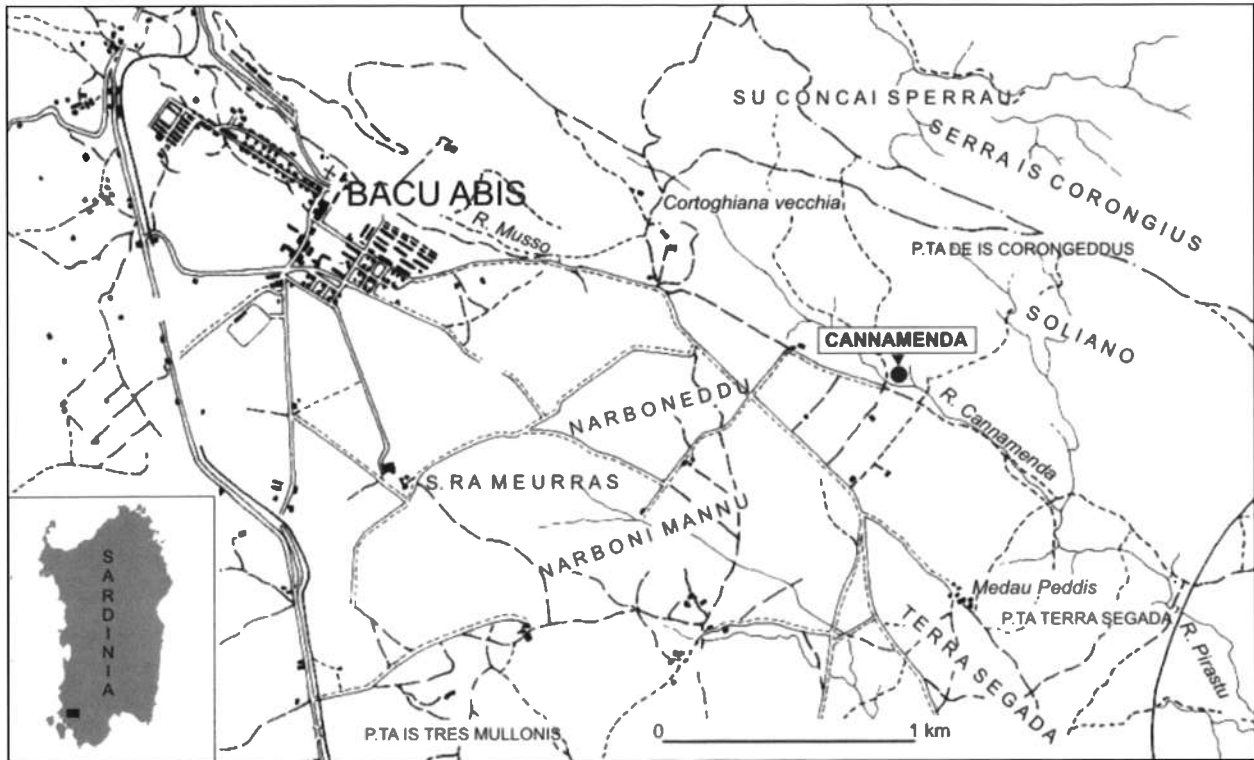 SU CONCAI SPERRAU
SERRA IS CORONGIUS
BACU ABIS
Cortoghiana vecchia
R. Musso
P.TA DE IS CORONGEDDUS
SOLIANO
CANNAMENDA
R. Cannamenda
NARBONEDDU
S. RA MEURRAS
NARBONI MANNU
SARDINIA
Medau Peddis
P.TA TERRA SEGADA
TERRA SEGADA
R. Pirastu
P.TA IS TRES MULLONIS
0 1 km